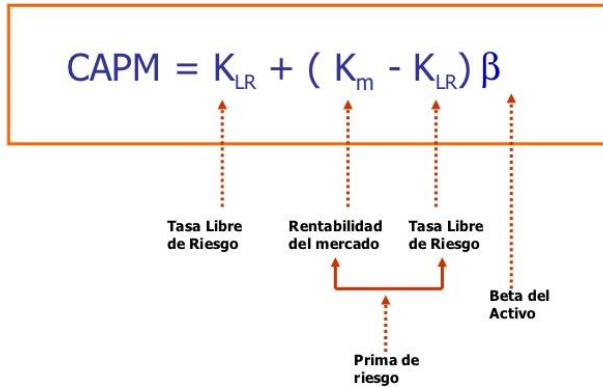 CAPM = K_LR + ( K_m - K_LR ) β
Tasa Libre
de Riesgo
Rentabilidad
del mercado
Tasa Libre
de Riesgo
Beta del
Activo
Prima de
riesgo